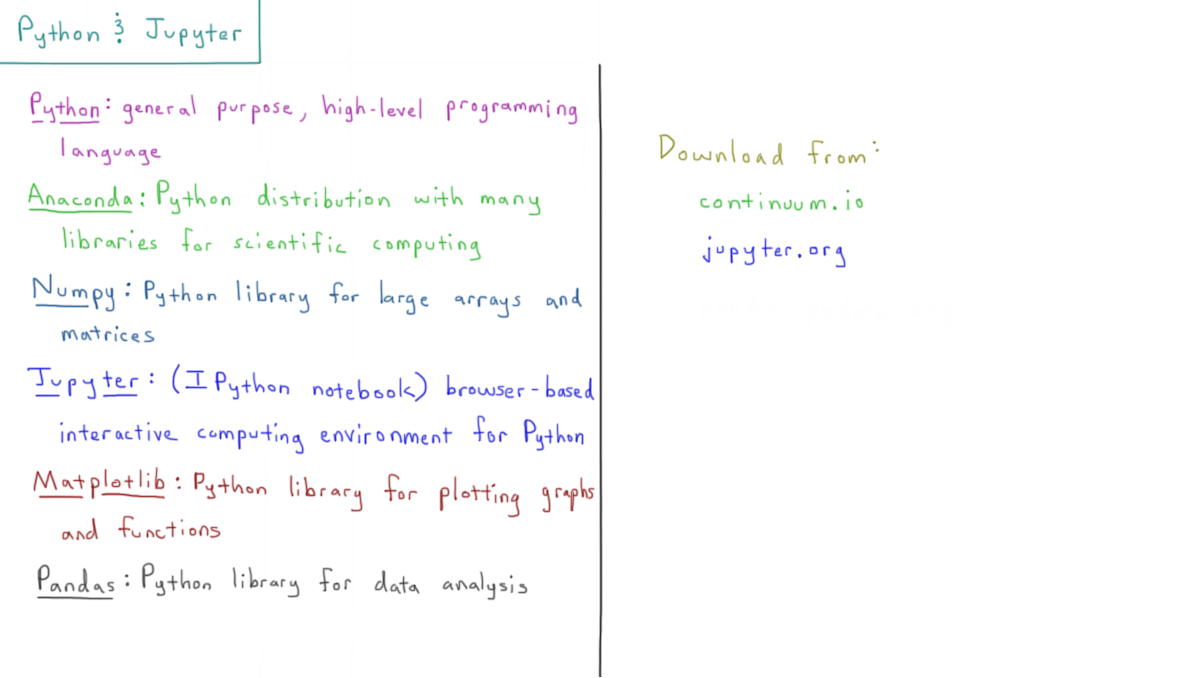 Python & Jupyter
Python: general purpose, high-level programming
language
Anaconda: Python distribution with many
libraries for scientific computing
Numpy: Python library for large arrays and
matrices
Jupyter: (IPython notebook) browser-based
interactive computing environment for Python
Matplotlib: Python library for plotting graphs
and functions
Pandas: Python library for data analysis
Download from:
continuum.io
jupyter.org